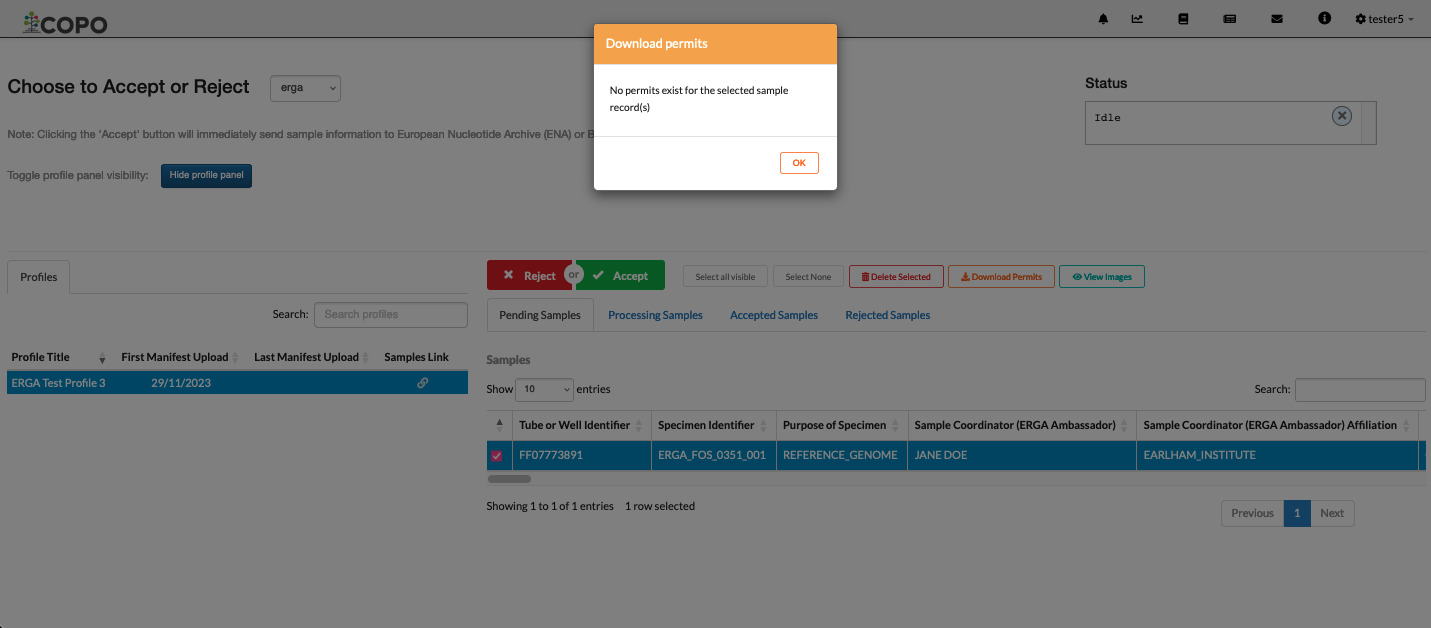 COPO
tester5
Download permits
No permits exist for the selected sample
record(s)
OK
Choose to Accept or Reject
erga
Note: Clicking the 'Accept' button will immediately send sample information to European Nucleotide Archive (ENA) or B
Toggle profile panel visibility:
Hide profile panel
Status
Idle
Profiles
Search:
Search profiles
Profile Title
First Manifest Upload
Last Manifest Upload
Samples Link
ERGA Test Profile 3
29/11/2023
Reject
or
Accept
Select all visible
Select None
Delete Selected
Download Permits
View Images
Pending Samples
Processing Samples
Accepted Samples
Rejected Samples
Samples
Show 10 entries
Search:
Tube or Well Identifier
Specimen Identifier
Purpose of Specimen
Sample Coordinator (ERGA Ambassador)
Sample Coordinator (ERGA Ambassador) Affiliation
FF07773891
ERGA_FOS_0351_001
REFERENCE_GENOME
JANE DOE
EARLHAM_INSTITUTE
Showing 1 to 1 of 1 entries 1 row selected
Previous
1
Next